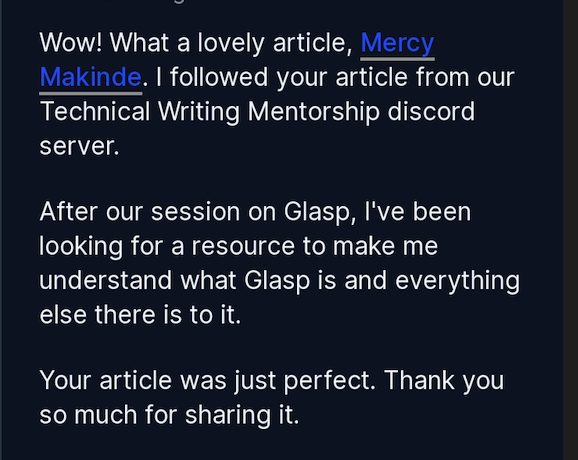 Wow! What a lovely article, Mercy
Makinde. I followed your article from our
Technical Writing Mentorship discord
server.
After our session on Glasp, I've been
looking for a resource to make me
understand what Glasp is and everything
else there is to it.
Your article was just perfect. Thank you
so much for sharing it.